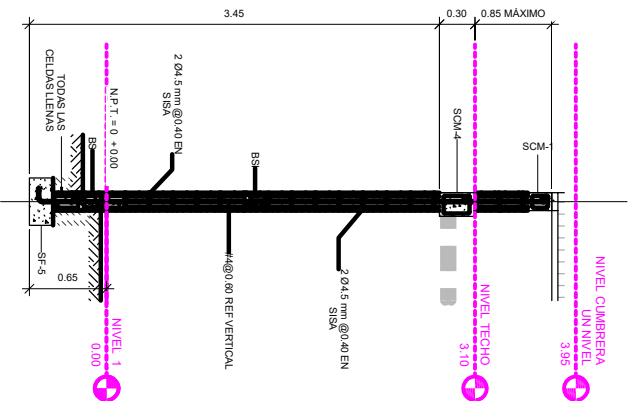 3.45
0.30
0.85 MÁXIMO
TODAS LAS
CELDAS LLENAS
N.P.T. = 0 + 0.00
BS
2 Ø4.5 mm @0.40 EN
SISA
BS
SCM-4
SCM-1
SF-5
0.65
#4@0.60 REF VERTICAL
2 Ø4.5 mm @0.40 EN
SISA
NIVEL 1
0.00
NIVEL TECHO
3.10
NIVEL CUMBRERA
UN NIVEL
3.95